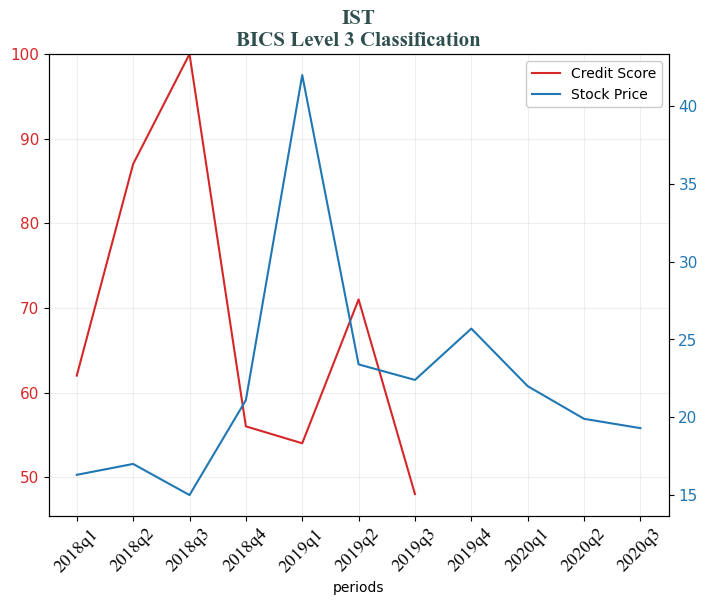 IST
BICS Level 3 Classification
Credit Score
Stock Price
100
90
80
70
60
50
40
35
30
25
20
15
2018q1
2018q2
2018q3
2018q4
2019q1
2019q2
2019q3
2019q4
2020q1
2020q2
2020q3
periods